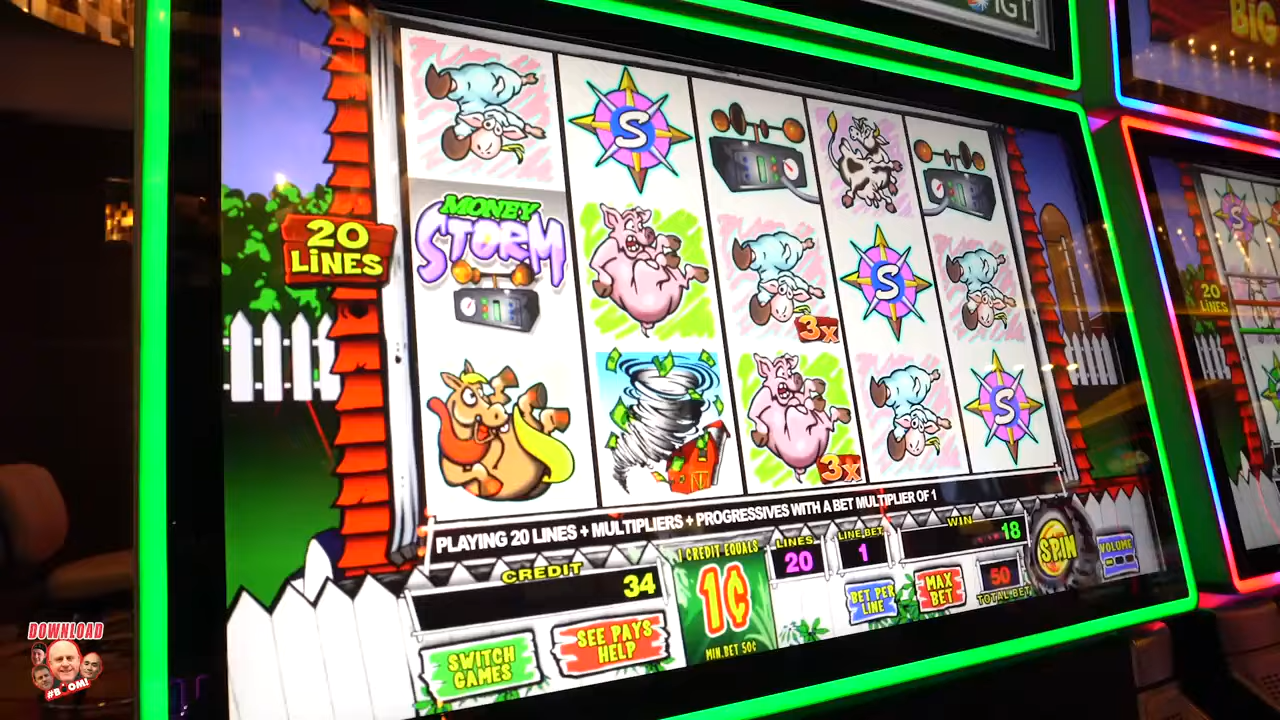 IGT
BIG
S
MONEY
STORM
20
LINES
3X
S
S
20
LINES
S
3X
S
PLAYING 20 LINES + MULTIPLIERS + PROGRESSIVES WITH A BET MULTIPLIER OF 1
CREDIT
34
1 CREDIT EQUALS
1¢
MIN. BET 50¢
LINES
20
LINE BET
1
WIN
18
BET PER
LINE
MAX
BET
50
TOTAL BET
SPIN
VOLUME
SWITCH
GAMES
SEE PAYS
HELP
DOWNLOAD
#BOOM!